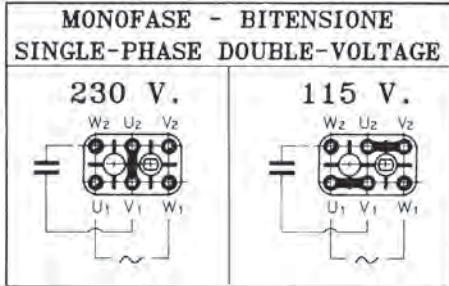 MONOFASE - BITENSIONE
SINGLE-PHASE DOUBLE-VOLTAGE
230 V.
W2 U2 V2
U1 V1 W1
115 V.
W2 U2 V2
U1 V1 W1